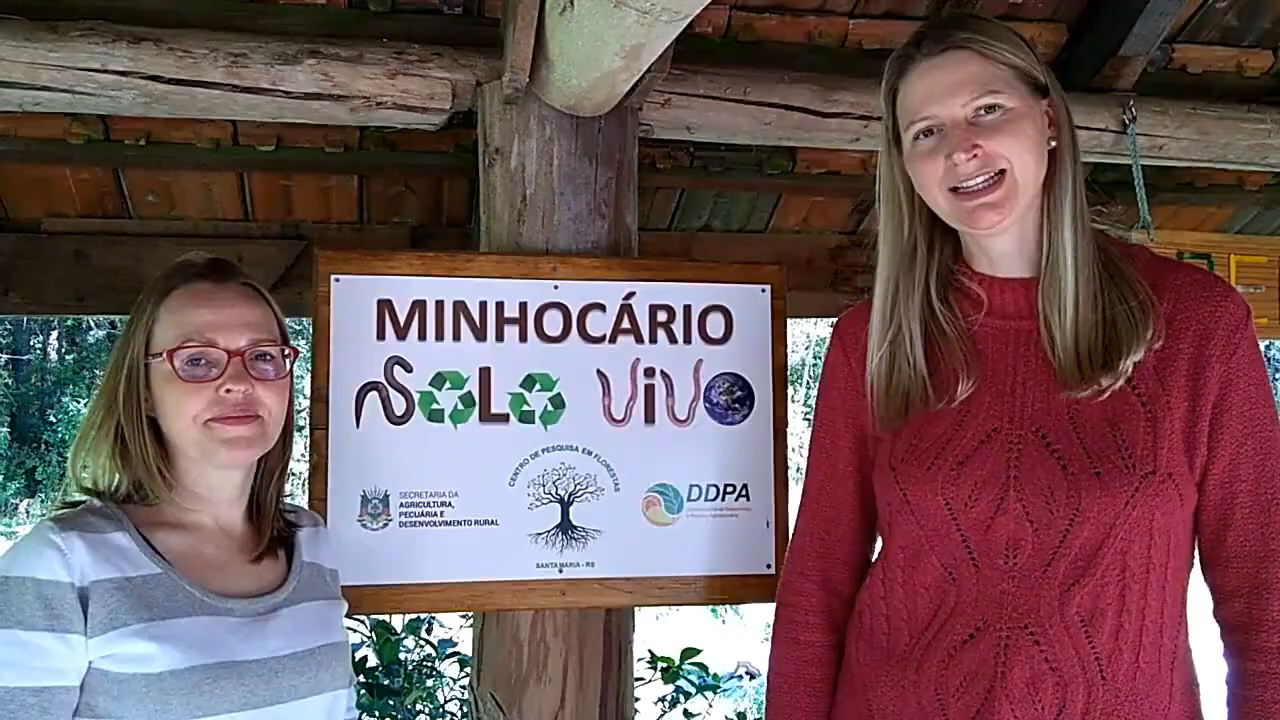 MINHOCÁRIO
SOLO ViVO
CENTRO DE PESQUISA EM FLORESTAS
SANTA MARIA - RS
SECRETARIA DA
AGRICULTURA,
PECUÁRIA E
DESENVOLVIMENTO RURAL
DDPA